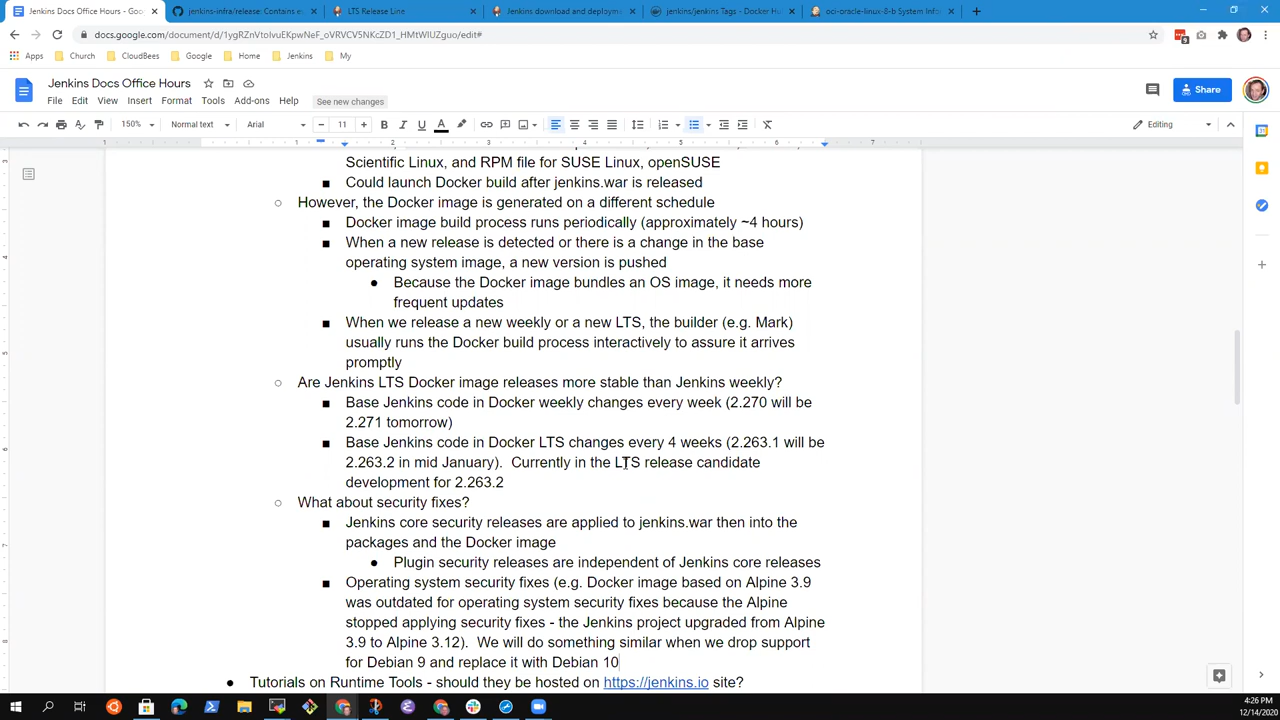 Jenkins Docs Office Hours - Goo
jenkins-infra/release: Contains e
LTS Release Line
Jenkins download and deploym
jenkins/jenkins Tags - Docker Hu
oci-oracle-linux-8-b System Info
docs.google.com/document/d/1ygRZnVtoIvuEKpwNeF_oVRVCV5NKcZD1_HMtWIUZguo/edit#
Apps
Church
CloudBees
Google
Home
Jenkins
My
Jenkins Docs Office Hours
File Edit View Insert Format Tools Add-ons Help
See new changes
Share
150%
Normal text
Arial
11
Editing
1 1 2 3 4 5 6 7
Scientific Linux, and RPM file for SUSE Linux, openSUSE
Could launch Docker build after jenkins.war is released
However, the Docker image is generated on a different schedule
Docker image build process runs periodically (approximately ~4 hours)
When a new release is detected or there is a change in the base
operating system image, a new version is pushed
Because the Docker image bundles an OS image, it needs more
frequent updates
When we release a new weekly or a new LTS, the builder (e.g. Mark)
usually runs the Docker build process interactively to assure it arrives
promptly
Are Jenkins LTS Docker image releases more stable than Jenkins weekly?
Base Jenkins code in Docker weekly changes every week (2.270 will be
2.271 tomorrow)
Base Jenkins code in Docker LTS changes every 4 weeks (2.263.1 will be
2.263.2 in mid January). Currently in the LTS release candidate
development for 2.263.2
What about security fixes?
Jenkins core security releases are applied to jenkins.war then into the
packages and the Docker image
Plugin security releases are independent of Jenkins core releases
Operating system security fixes (e.g. Docker image based on Alpine 3.9
was outdated for operating system security fixes because the Alpine
stopped applying security fixes - the Jenkins project upgraded from Alpine
3.9 to Alpine 3.12). We will do something similar when we drop support
for Debian 9 and replace it with Debian 10
Tutorials on Runtime Tools - should they be hosted on https://jenkins.io site?
4:26 PM
12/14/2020